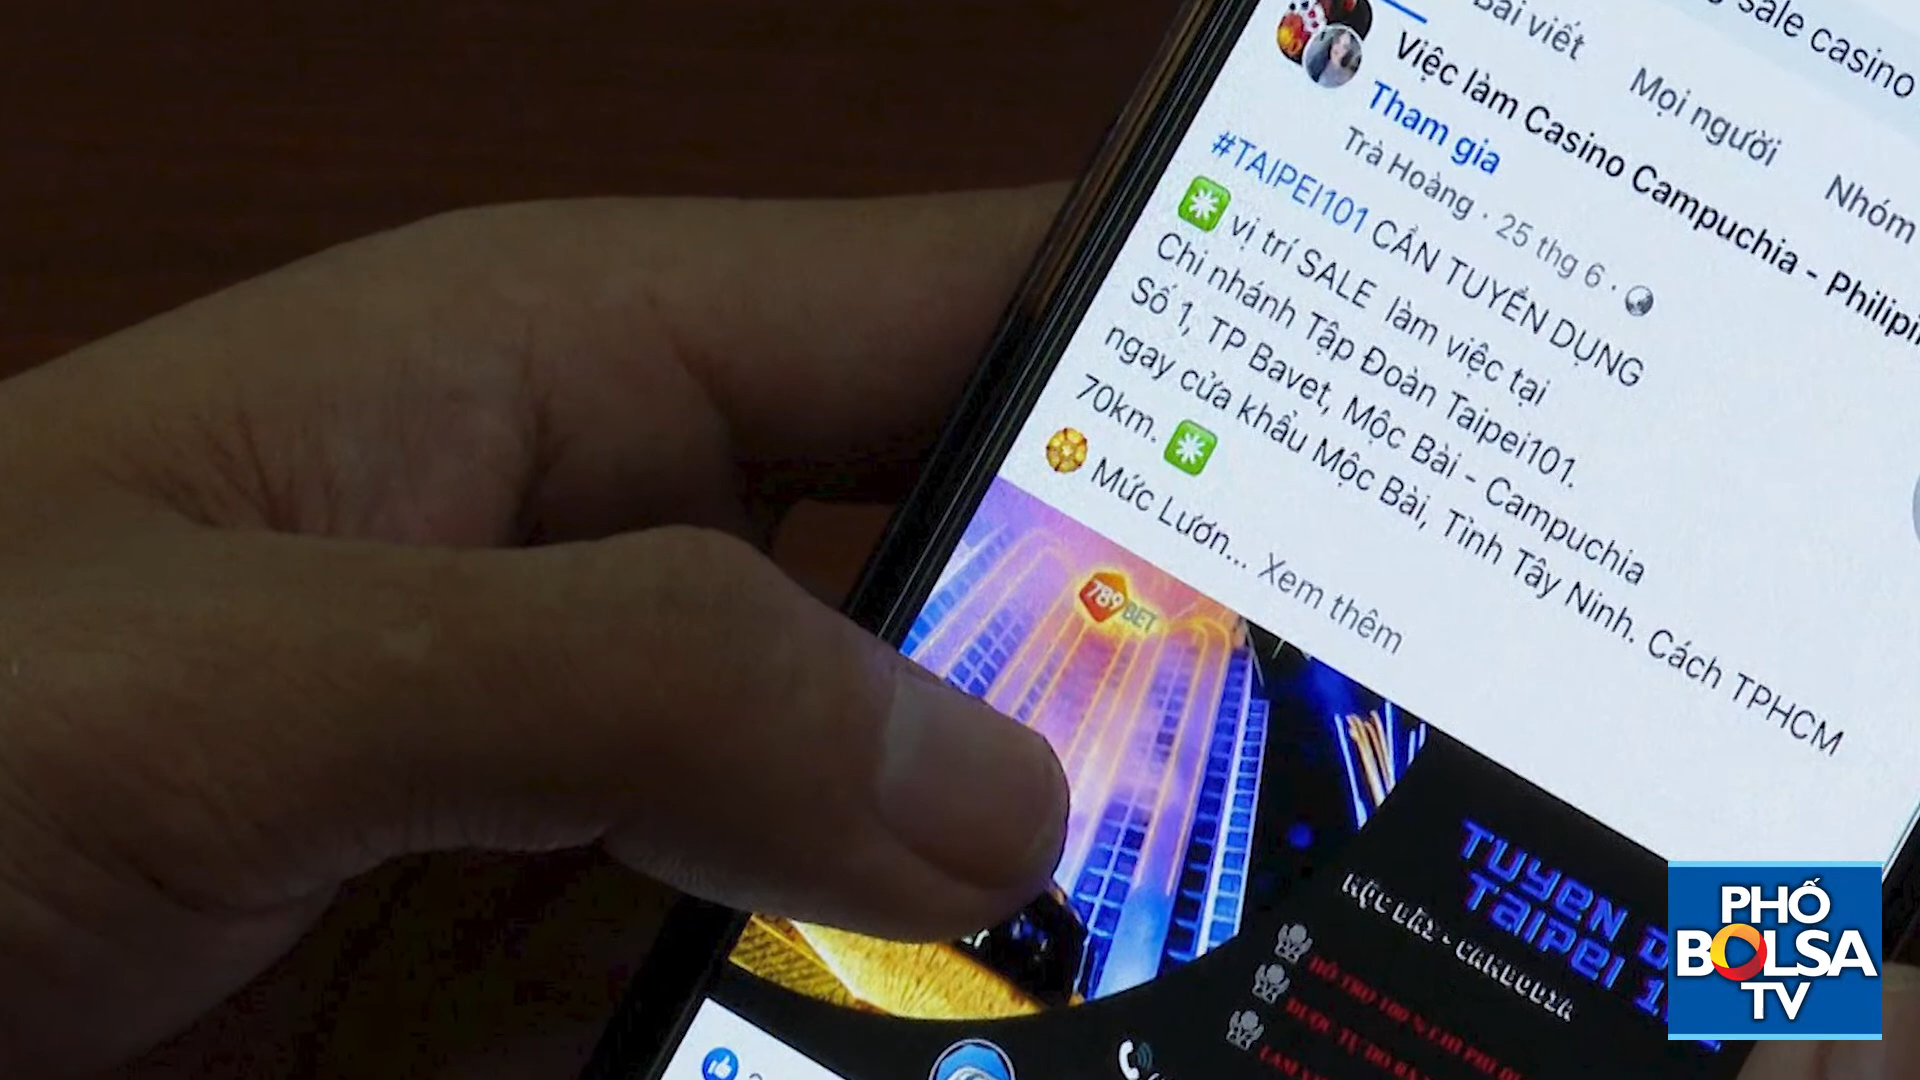 sale casino
Bài viết
Mọi người
Nhóm
Việc làm Casino Campuchia - Philipi
Tham gia
Trà Hoàng · 25 thg 6 ·
#TAIPEI101 CẦN TUYỂN DỤNG
vị trí SALE làm việc tại
Chi nhánh Tập Đoàn Taipei101.
Số 1, TP Bavet, Mộc Bài - Campuchia
ngay cửa khẩu Mộc Bài, Tỉnh Tây Ninh. Cách TPHCM
70km.
Mức Lươn... Xem thêm
789BET
TUYEN D
TAIPEI 1
PHỐ
BOLSA
TV